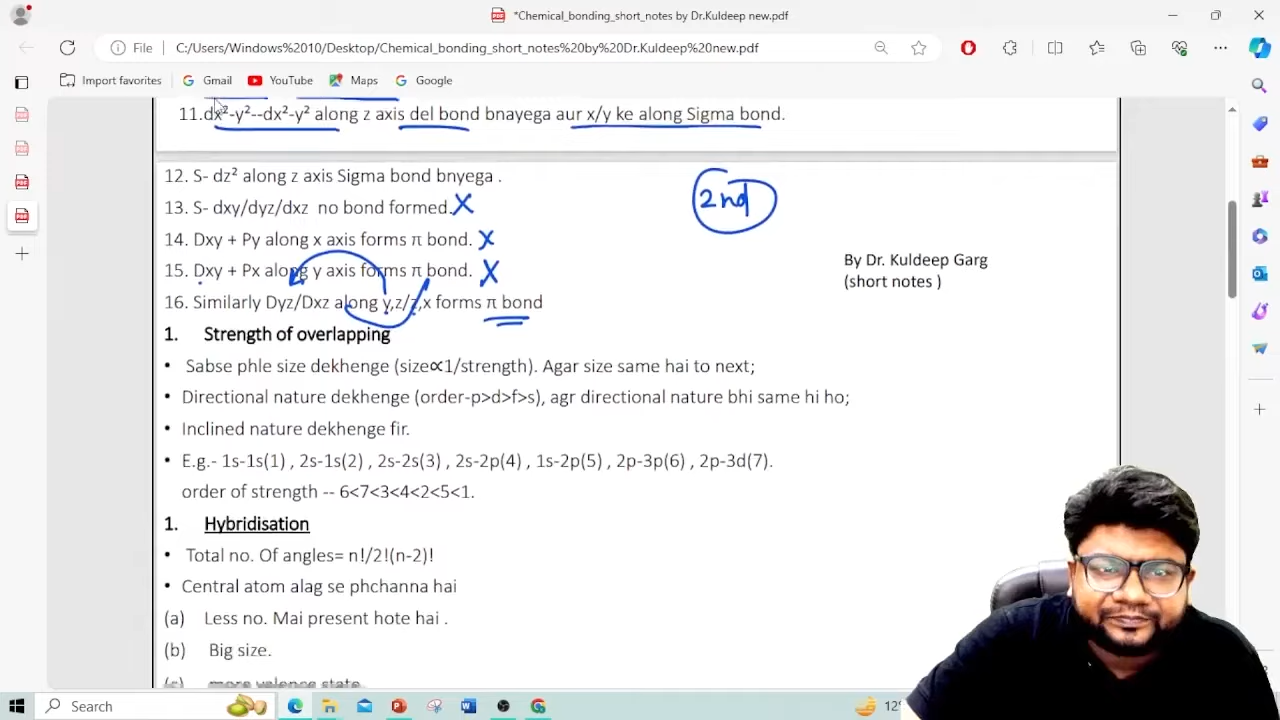 *Chemical_bonding_short_notes by Dr.Kuldeep new.pdf
File C:/Users/Windows%2010/Desktop/Chemical_bonding_short_notes%20by%20Dr.Kuldeep%20new.pdf
Import favorites Gmail YouTube Maps Google
11.dx²-y²--dx²-y² along z axis del bond bnayega aur x/y ke along Sigma bond.
12. S- dz² along z axis Sigma bond bnyega .
2nd
13. S- dxy/dyz/dxz no bond formed. X
14. Dxy + Py along x axis forms π bond. X
By Dr. Kuldeep Garg
15. Dxy + Px along y axis forms π bond. X
(short notes )
16. Similarly Dyz/Dxz along y,z/z,x forms π bond
1. Strength of overlapping
• Sabse phle size dekhenge (size∝1/strength). Agar size same hai to next;
• Directional nature dekhenge (order-p>d>f>s), agr directional nature bhi same hi ho;
• Inclined nature dekhenge fir.
• E.g.- 1s-1s(1) , 2s-1s(2) , 2s-2s(3) , 2s-2p(4) , 1s-2p(5) , 2p-3p(6) , 2p-3d(7).
order of strength -- 6<7<3<4<2<5<1.
1. Hybridisation
• Total no. Of angles= n!/2!(n-2)!
• Central atom alag se phchanna hai
(a) Less no. Mai present hote hai .
(b) Big size.
(c) more valence state
Search